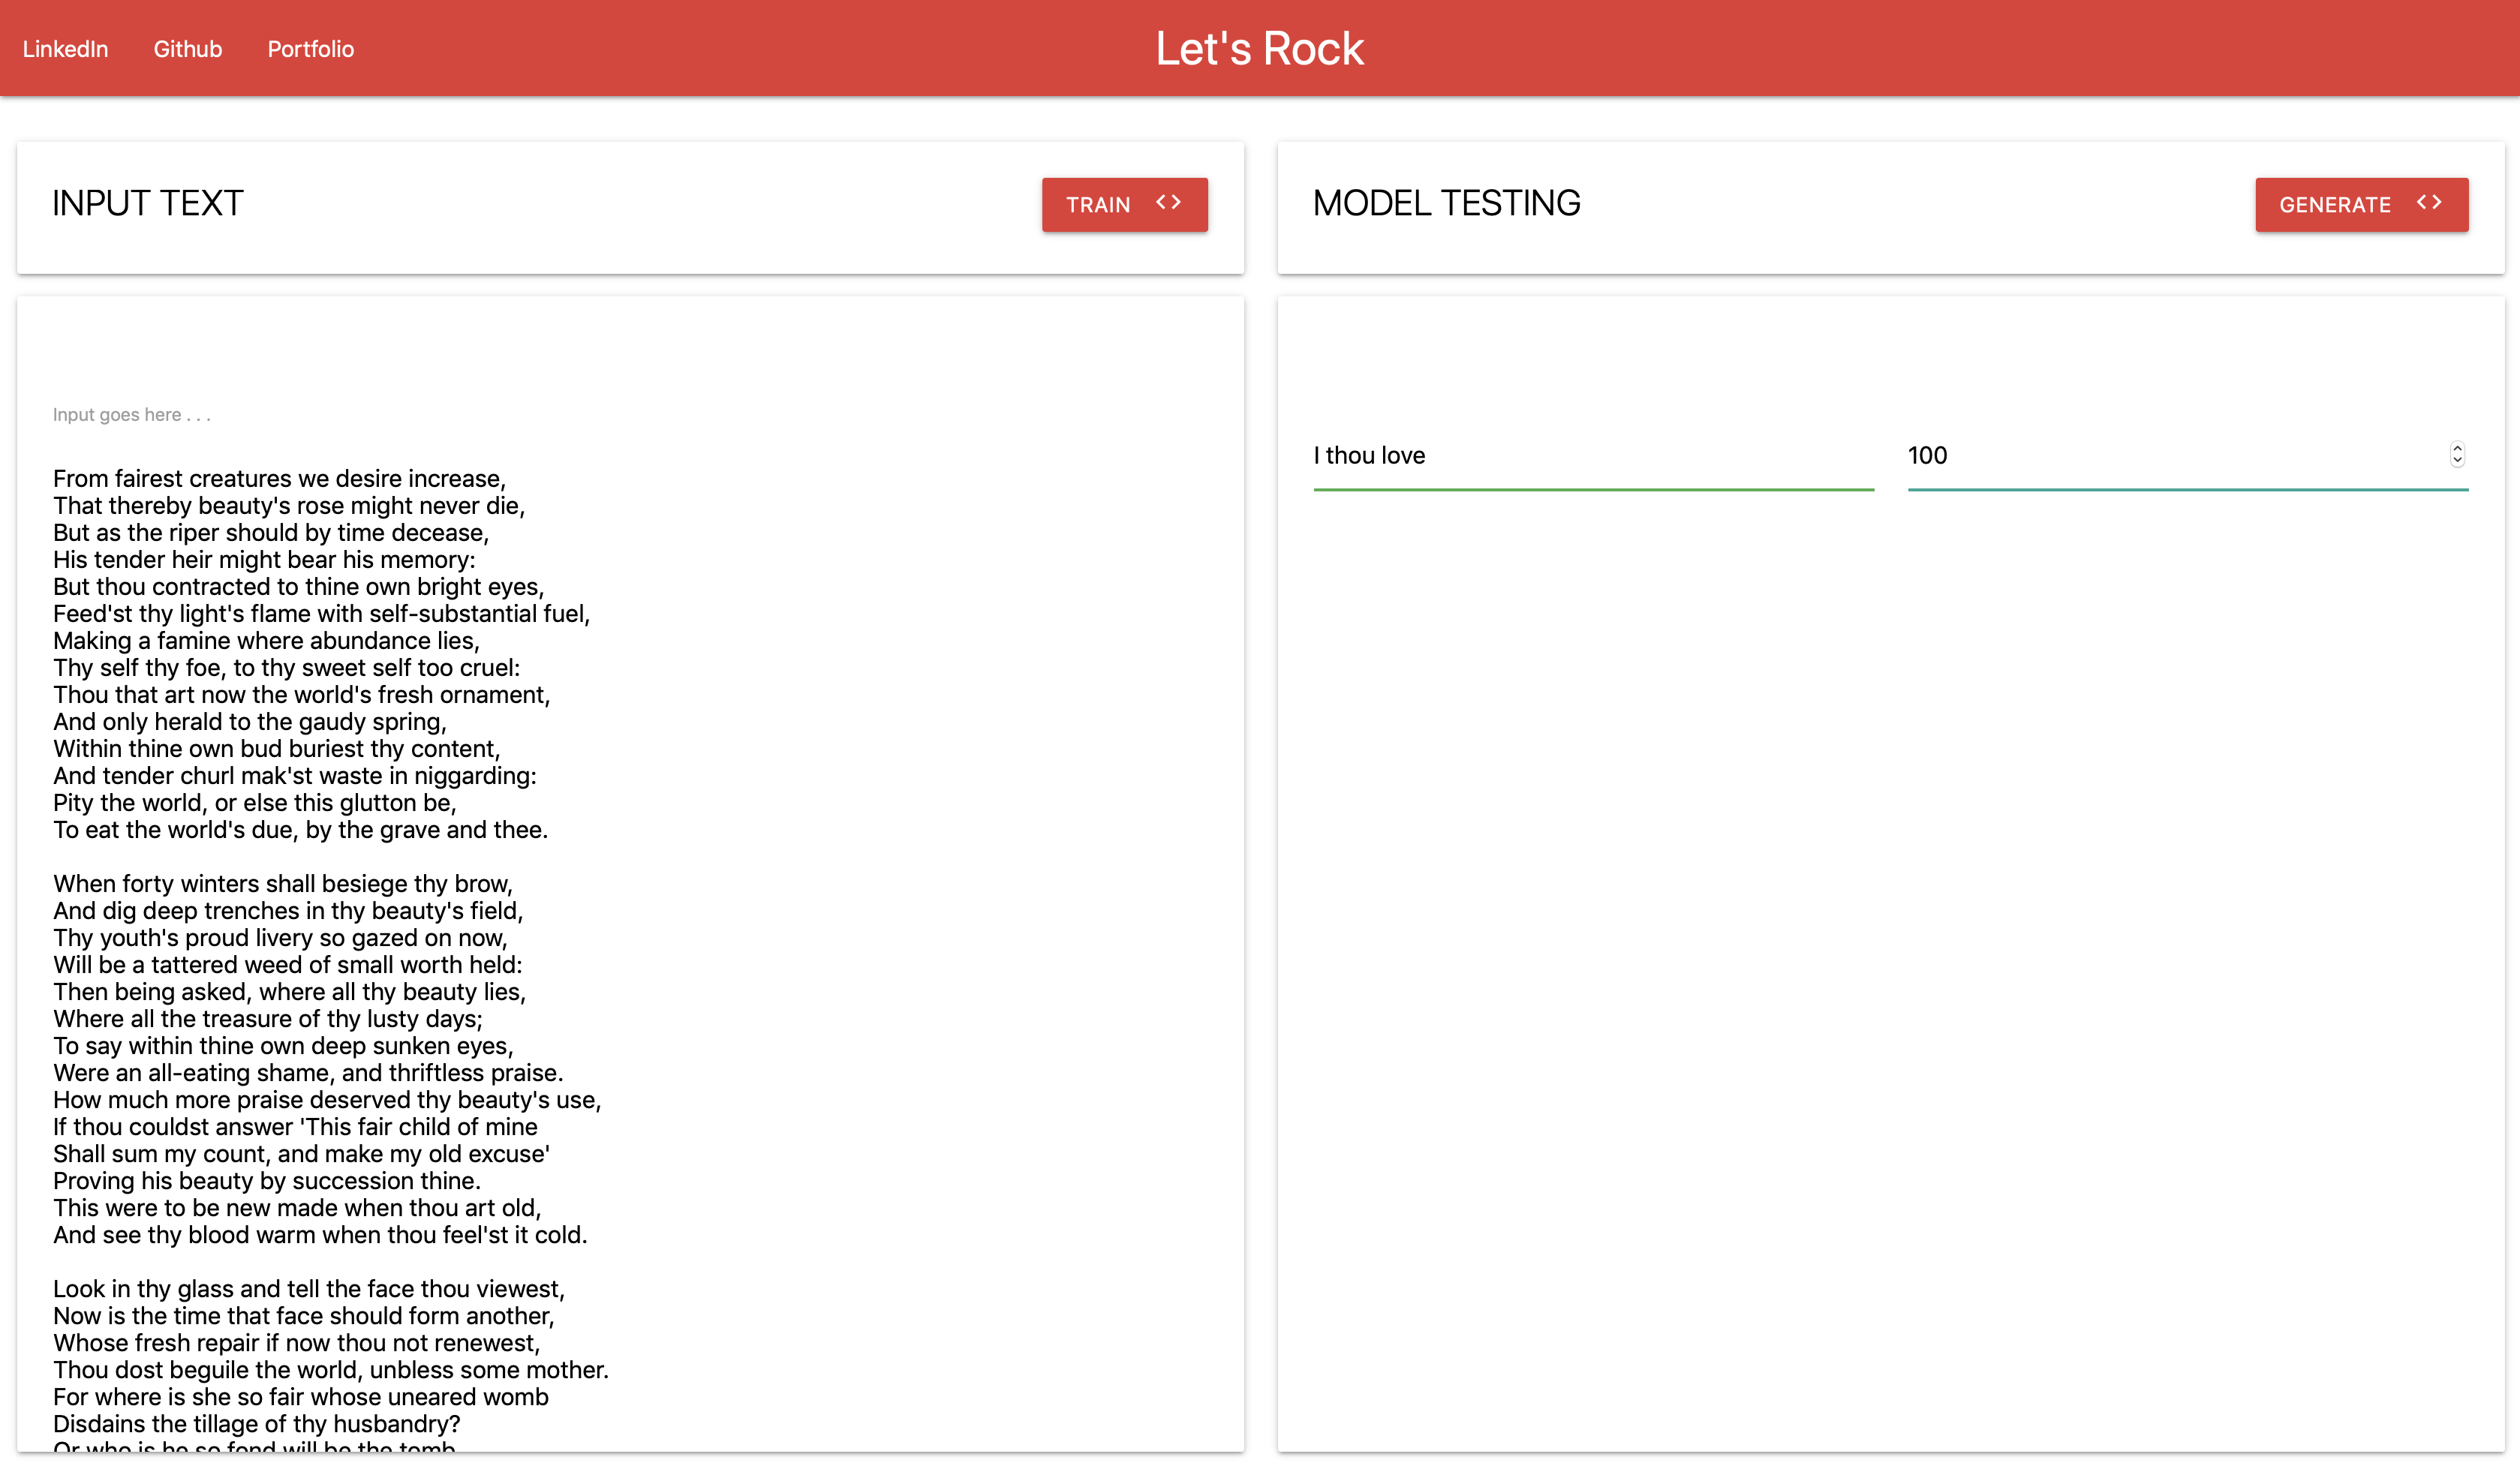 LinkedIn Github Portfolio Let's Rock
INPUT TEXT TRAIN <>
MODEL TESTING GENERATE <>
Input goes here . . .
From fairest creatures we desire increase,
That thereby beauty's rose might never die,
But as the riper should by time decease,
His tender heir might bear his memory:
But thou contracted to thine own bright eyes,
Feed'st thy light's flame with self-substantial fuel,
Making a famine where abundance lies,
Thy self thy foe, to thy sweet self too cruel:
Thou that art now the world's fresh ornament,
And only herald to the gaudy spring,
Within thine own bud buriest thy content,
And tender churl mak'st waste in niggarding:
Pity the world, or else this glutton be,
To eat the world's due, by the grave and thee.
When forty winters shall besiege thy brow,
And dig deep trenches in thy beauty's field,
Thy youth's proud livery so gazed on now,
Will be a tattered weed of small worth held:
Then being asked, where all thy beauty lies,
Where all the treasure of thy lusty days;
To say within thine own deep sunken eyes,
Were an all-eating shame, and thriftless praise.
How much more praise deserved thy beauty's use,
If thou couldst answer 'This fair child of mine
Shall sum my count, and make my old excuse'
Proving his beauty by succession thine.
This were to be new made when thou art old,
And see thy blood warm when thou feel'st it cold.
Look in thy glass and tell the face thou viewest,
Now is the time that face should form another,
Whose fresh repair if now thou not renewest,
Thou dost beguile the world, unbless some mother.
For where is she so fair whose uneared womb
Disdains the tillage of thy husbandry?
Or who is he so fond will be the tomb
I thou love 100